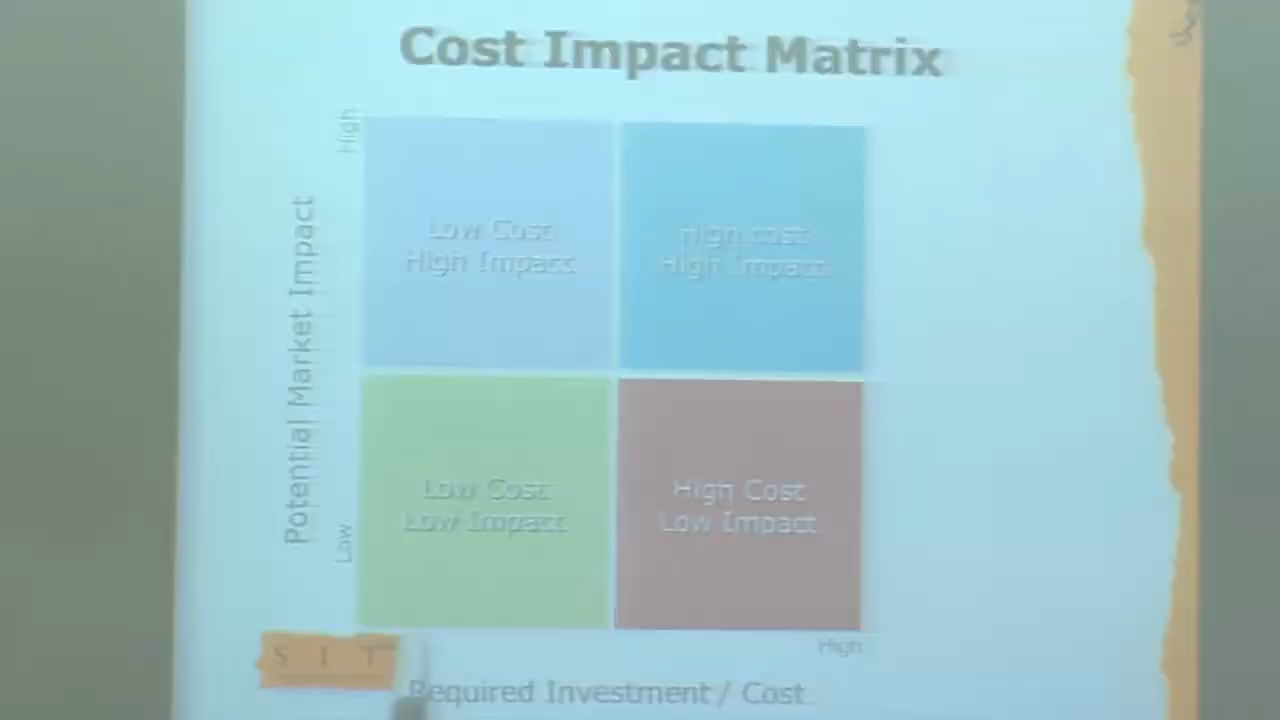 Cost Impact Matrix
High
Low Cost
High Impact
High cost
High Impact
Potential Market Impact
Low Cost
Low Impact
High Cost
Low Impact
Low
High
S I T
Required Investment / Cost